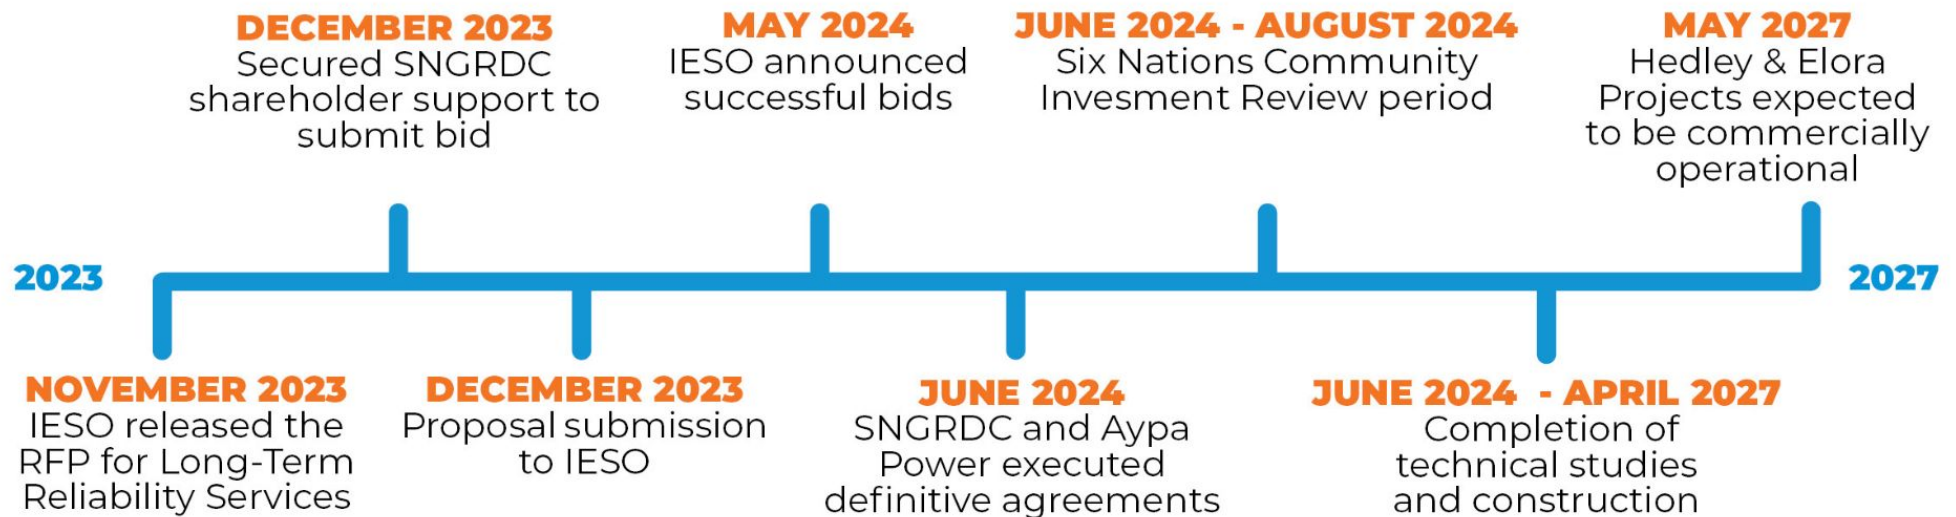 DECEMBER 2023
Secured SNGRDC
shareholder support to
submit bid
MAY 2024
IESO announced
successful bids
JUNE 2024 - AUGUST 2024
Six Nations Community
Invesment Review period
MAY 2027
Hedley & Elora
Projects expected
to be commercially
operational
2023
2027
NOVEMBER 2023
IESO released the
RFP for Long-Term
Reliability Services
DECEMBER 2023
Proposal submission
to IESO
JUNE 2024
SNGRDC and Aypa
Power executed
definitive agreements
JUNE 2024 - APRIL 2027
Completion of
technical studies
and construction